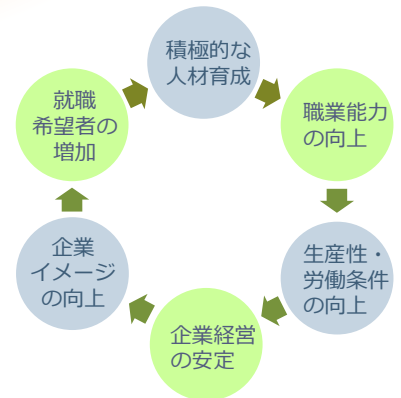 積極的な
人材育成
職業能力
の向上
生産性・
労働条件
の向上
企業経営
の安定
企業
イメージ
の向上
就職
希望者の
増加